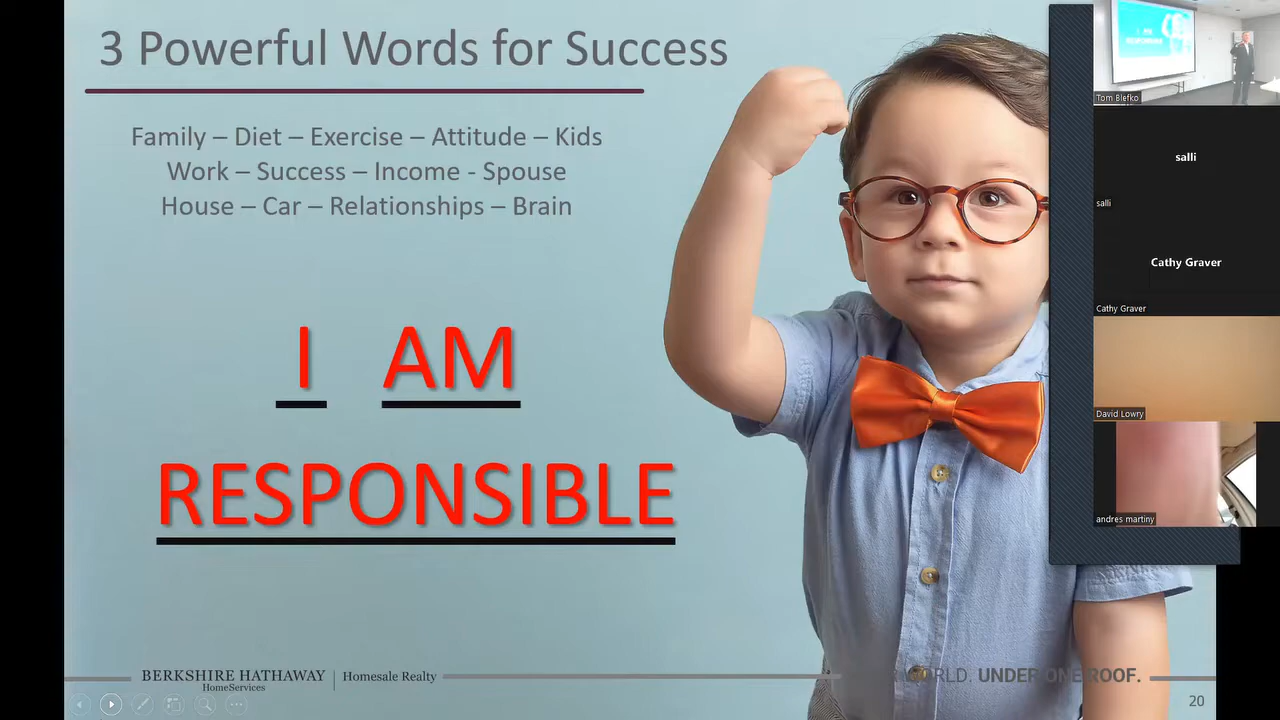 3 Powerful Words for Success
Family – Diet – Exercise – Attitude – Kids
Work – Success – Income - Spouse
House – Car – Relationships – Brain
I AM
RESPONSIBLE
BERKSHIRE HATHAWAY
HomeServices
Homesale Realty
UNDER ONE ROOF.
20
Tom Blefko
salli
salli
Cathy Graver
Cathy Graver
David Lowry
andres martiny